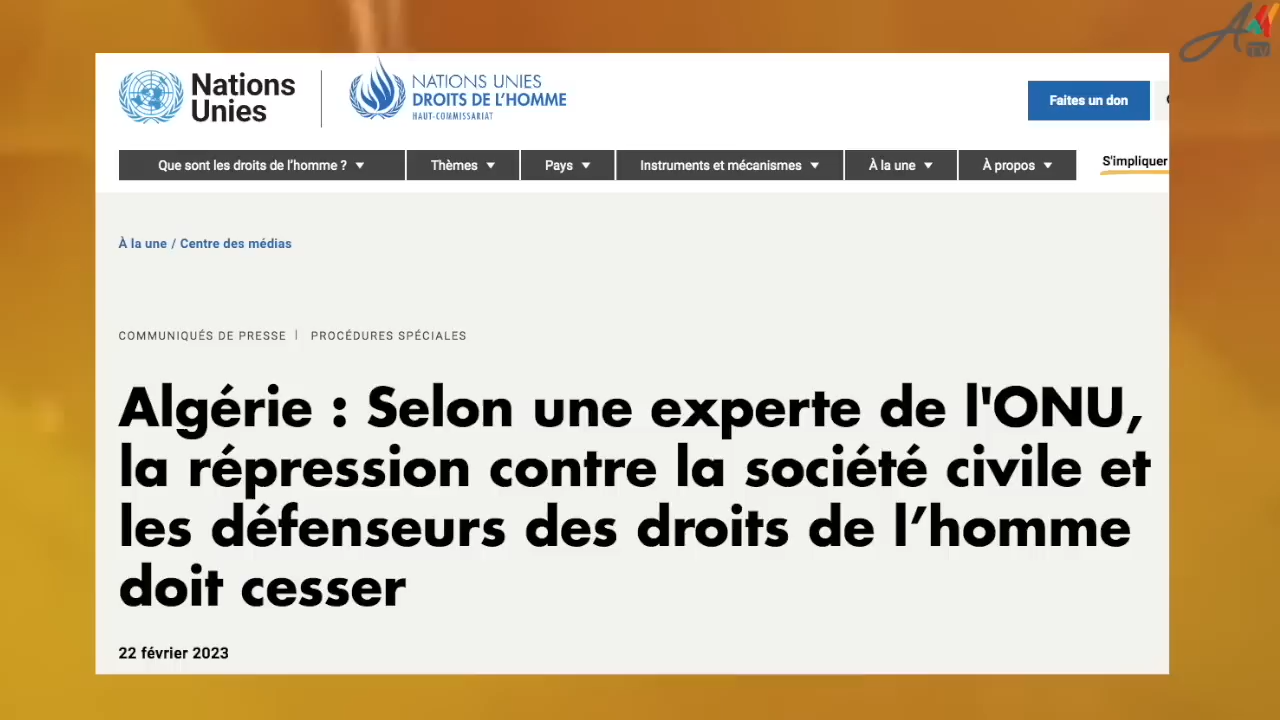 Nations
Unies
NATIONS UNIES
DROITS DE L'HOMME
HAUT-COMMISSARIAT
Faites un don
Que sont les droits de l'homme ?
Thèmes
Pays
Instruments et mécanismes
À la une
À propos
S'impliquer
À la une / Centre des médias
COMMUNIQUÉS DE PRESSE | PROCÉDURES SPÉCIALES
Algérie : Selon une experte de l'ONU,
la répression contre la société civile et
les défenseurs des droits de l’homme
doit cesser
22 février 2023